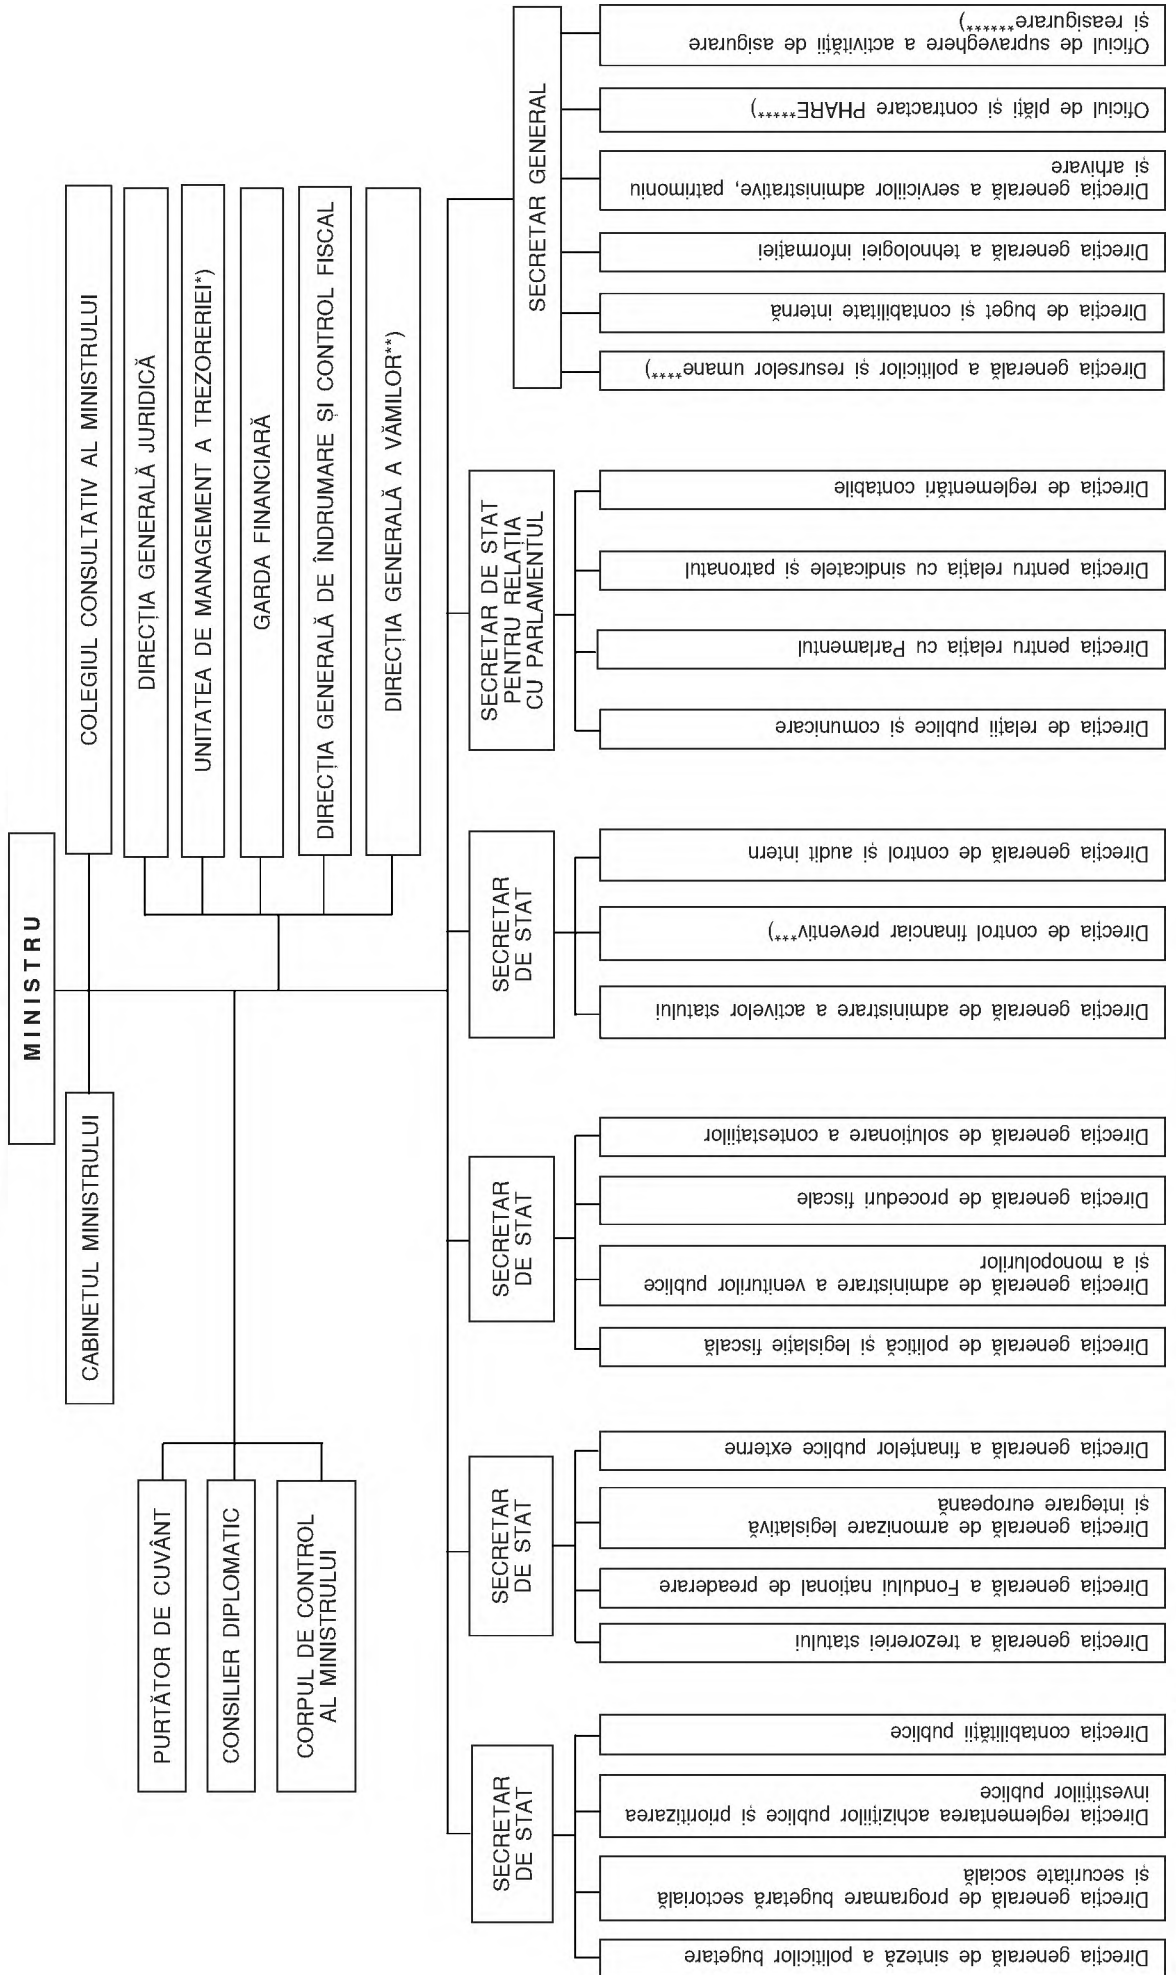 MINISTRU
CABINETUL MINISTRULUI
COLEGIUL CONSULTATIV AL MINISTRULUI
PURTĂTOR DE CUVÂNT
CONSILIER DIPLOMATIC
CORPUL DE CONTROL
AL MINISTRULUI
DIRECȚIA GENERALĂ JURIDICĂ
UNITATEA DE MANAGEMENT A TREZORERIEI*)
GARDA FINANCIARĂ
DIRECȚIA GENERALĂ DE ÎNDRUMARE ȘI CONTROL FISCAL
DIRECȚIA GENERALĂ A VĂMILOR**)
SECRETAR
DE STAT
Direcția generală de sinteză a politicilor bugetare
Direcția generală de programare bugetară sectorială
și securitate socială
Direcția reglementarea achizițiilor publice și prioritizarea
investițiilor publice
Direcția contabilității publice
SECRETAR
DE STAT
Direcția generală a trezoreriei statului
Direcția generală a Fondului național de preaderare
Direcția generală de armonizare legislativă
și integrare europeană
Direcția generală a finanțelor publice externe
SECRETAR
DE STAT
Direcția generală de politică și legislație fiscală
Direcția generală de administrare a veniturilor publice
și a monopolurilor
Direcția generală de proceduri fiscale
Direcția generală de soluționare a contestațiilor
SECRETAR
DE STAT
Direcția generală de administrare a activelor statului
Direcția de control financiar preventiv***)
Direcția generală de control și audit intern
SECRETAR DE STAT
PENTRU RELAȚIA
CU PARLAMENTUL
Direcția de relații publice și comunicare
Direcția pentru relația cu Parlamentul
Direcția pentru relația cu sindicatele și patronatul
Direcția de reglementări contabile
SECRETAR GENERAL
Direcția generală a politicilor și resurselor umane****)
Direcția de buget și contabilitate internă
Direcția generală a tehnologiei informației
Direcția generală a serviciilor administrative, patrimoniu
și arhivare
Oficiul de plăți și contractare PHARE*****)
Oficiul de supraveghere a activității de asigurare
și reasigurare******)